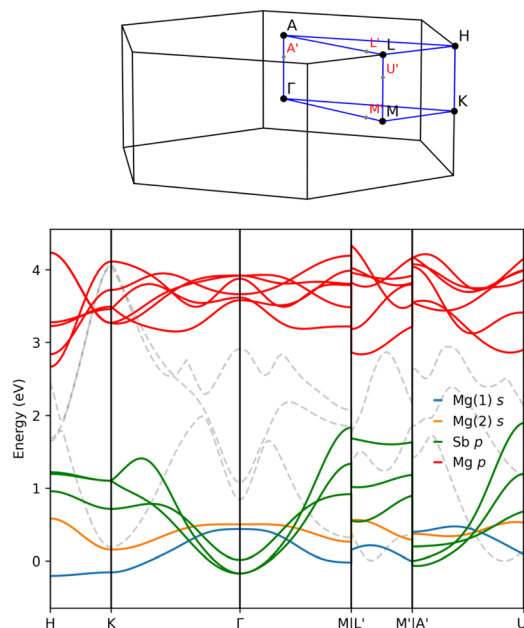 A
H
A'
L'
L
U'
Γ
K
M'
M
4
3
2
1
0
Energy (eV)
Mg(1) s
Mg(2) s
Sb p
Mg p
H
K
Γ
M|L'
M'|A'
U